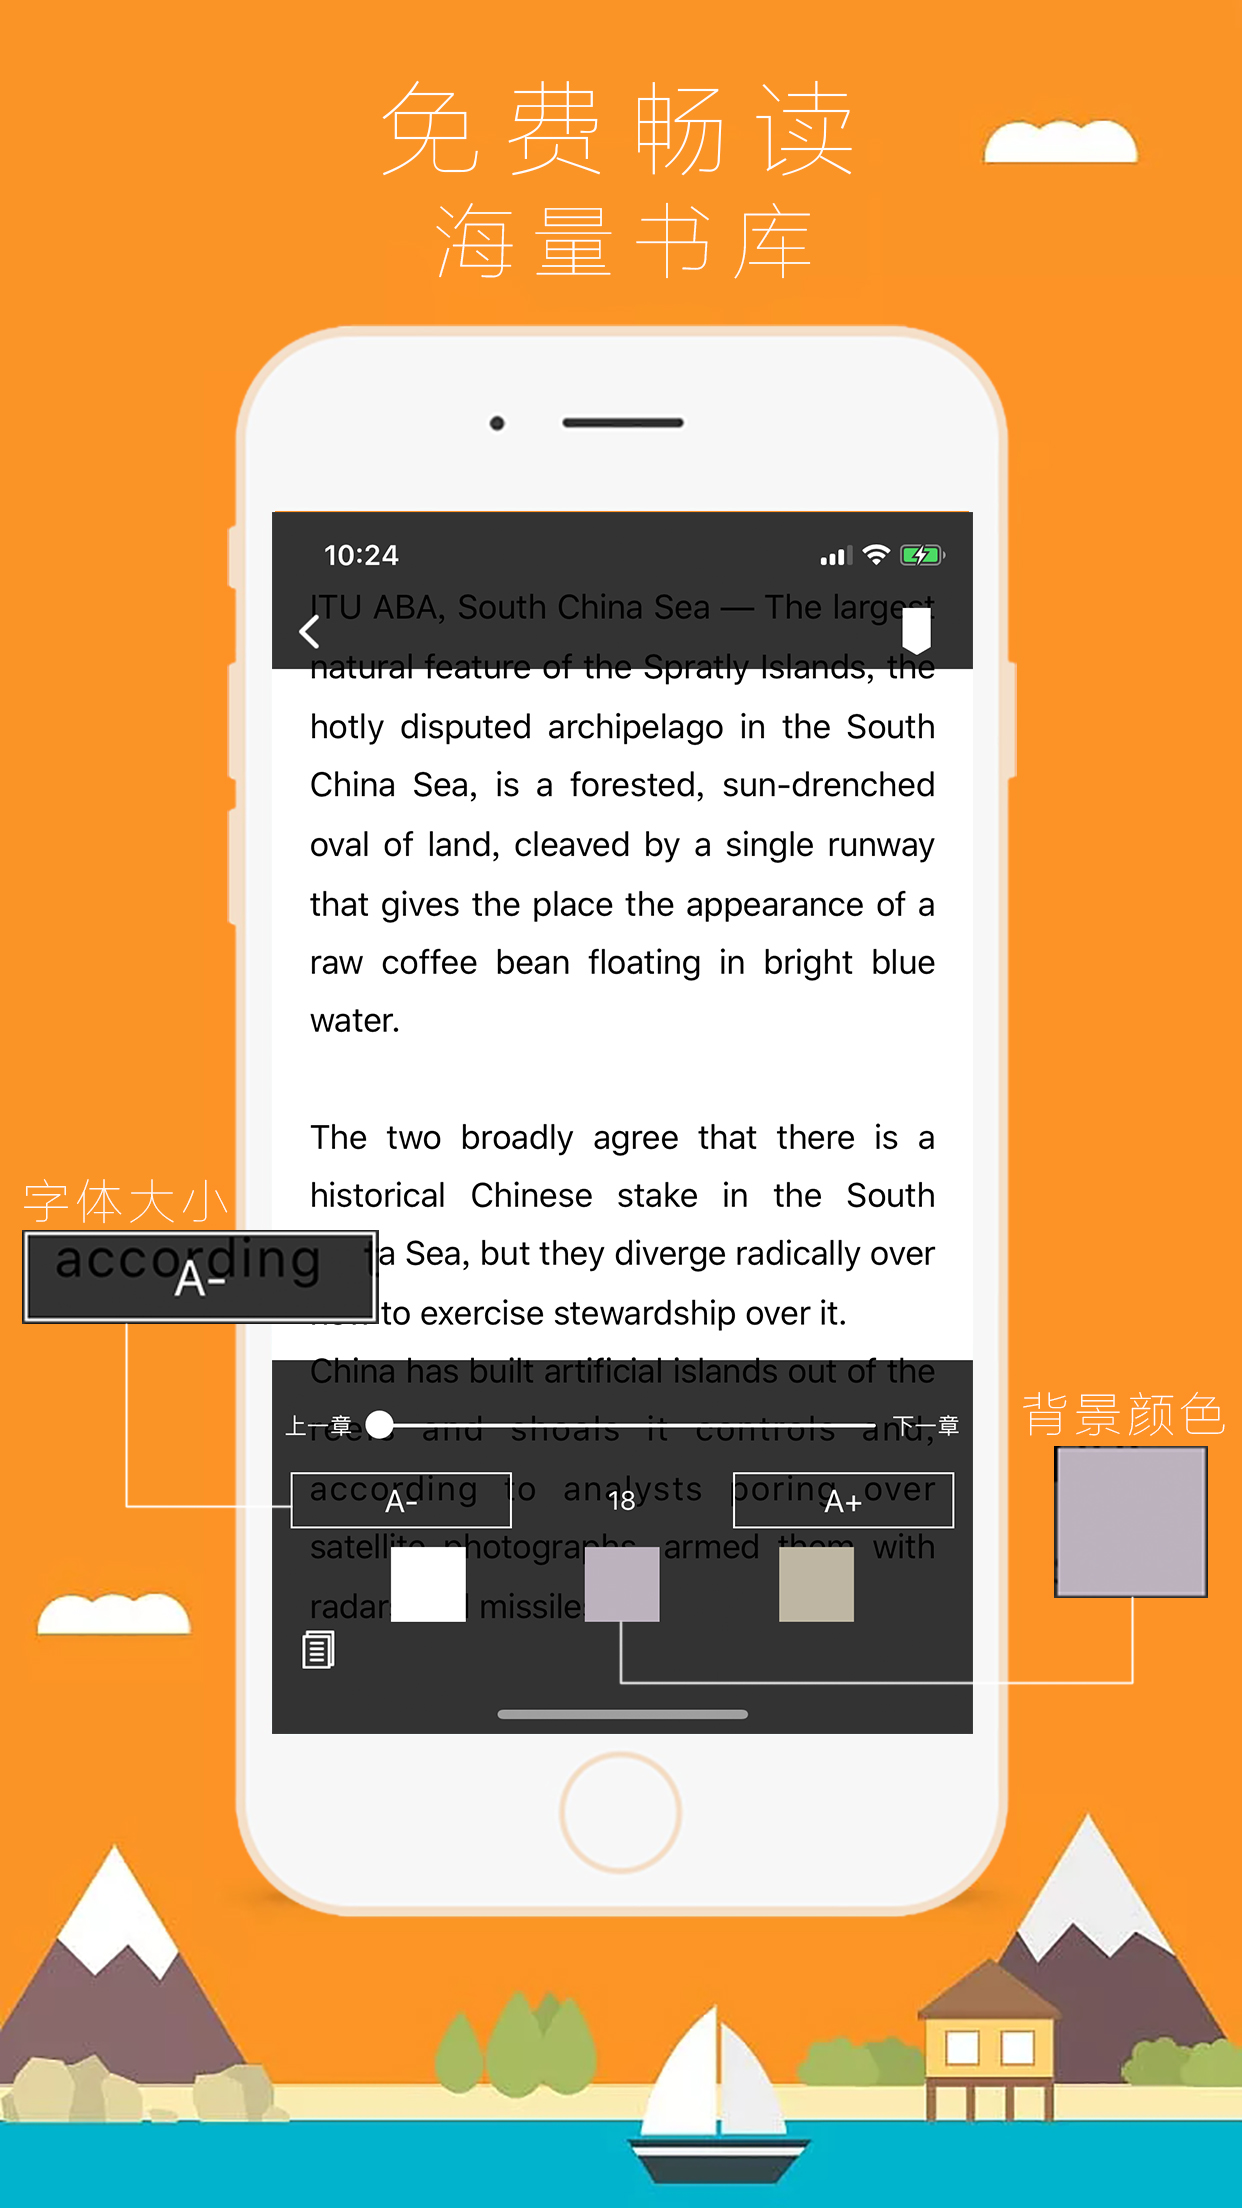 免费畅读
海量书库
10:24
ITU ABA, South China Sea — The largest
natural feature of the Spratly Islands, the
hotly disputed archipelago in the South
China Sea, is a forested, sun-drenched
oval of land, cleaved by a single runway
that gives the place the appearance of a
raw coffee bean floating in bright blue
water.
The two broadly agree that there is a
historical Chinese stake in the South
字体大小
according
A-
Sea, but they diverge radically over
to exercise stewardship over it.
China has built artificial islands out of the
上一章
下一章
reefs and shoals it controls and,
背景颜色
according to analysts poring over
A-
18
A+
satellite photographs, armed them with
missile